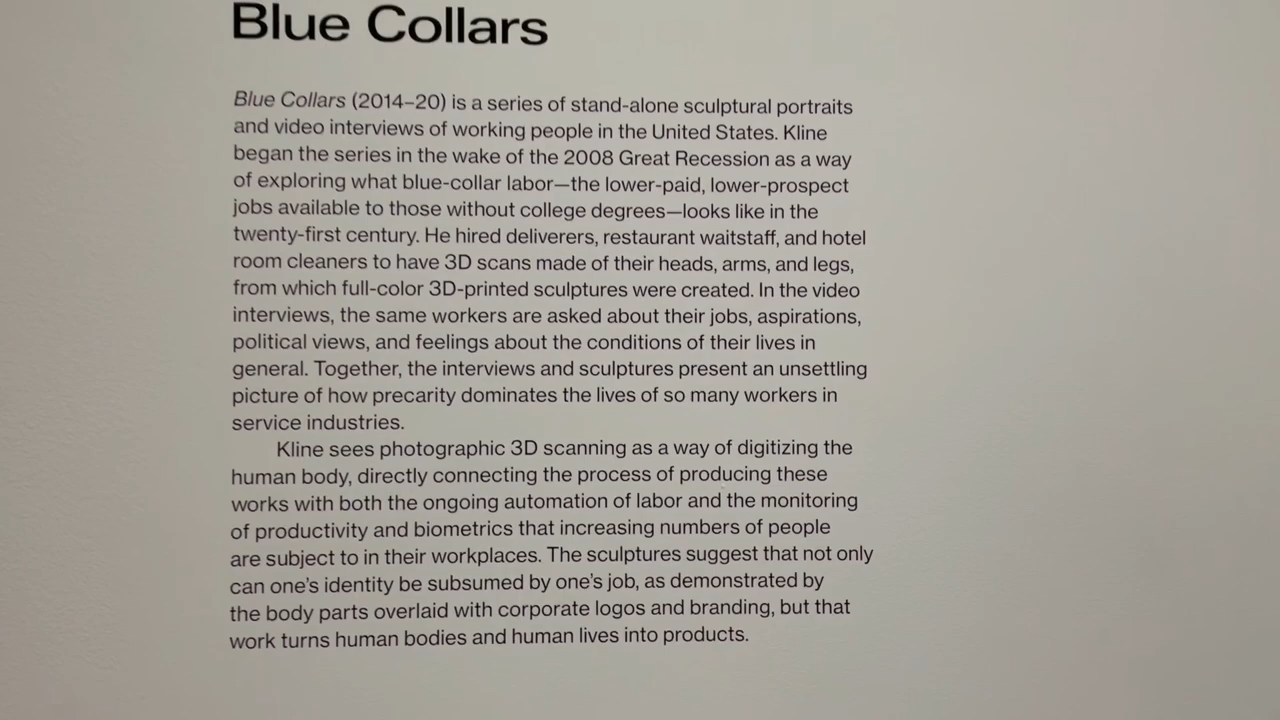 Blue Collars
Blue Collars (2014–20) is a series of stand-alone sculptural portraits
and video interviews of working people in the United States. Kline
began the series in the wake of the 2008 Great Recession as a way
of exploring what blue-collar labor—the lower-paid, lower-prospect
jobs available to those without college degrees—looks like in the
twenty-first century. He hired deliverers, restaurant waitstaff, and hotel
room cleaners to have 3D scans made of their heads, arms, and legs,
from which full-color 3D-printed sculptures were created. In the video
interviews, the same workers are asked about their jobs, aspirations,
political views, and feelings about the conditions of their lives in
general. Together, the interviews and sculptures present an unsettling
picture of how precarity dominates the lives of so many workers in
service industries.
Kline sees photographic 3D scanning as a way of digitizing the
human body, directly connecting the process of producing these
works with both the ongoing automation of labor and the monitoring
of productivity and biometrics that increasing numbers of people
are subject to in their workplaces. The sculptures suggest that not only
can one’s identity be subsumed by one’s job, as demonstrated by
the body parts overlaid with corporate logos and branding, but that
work turns human bodies and human lives into products.